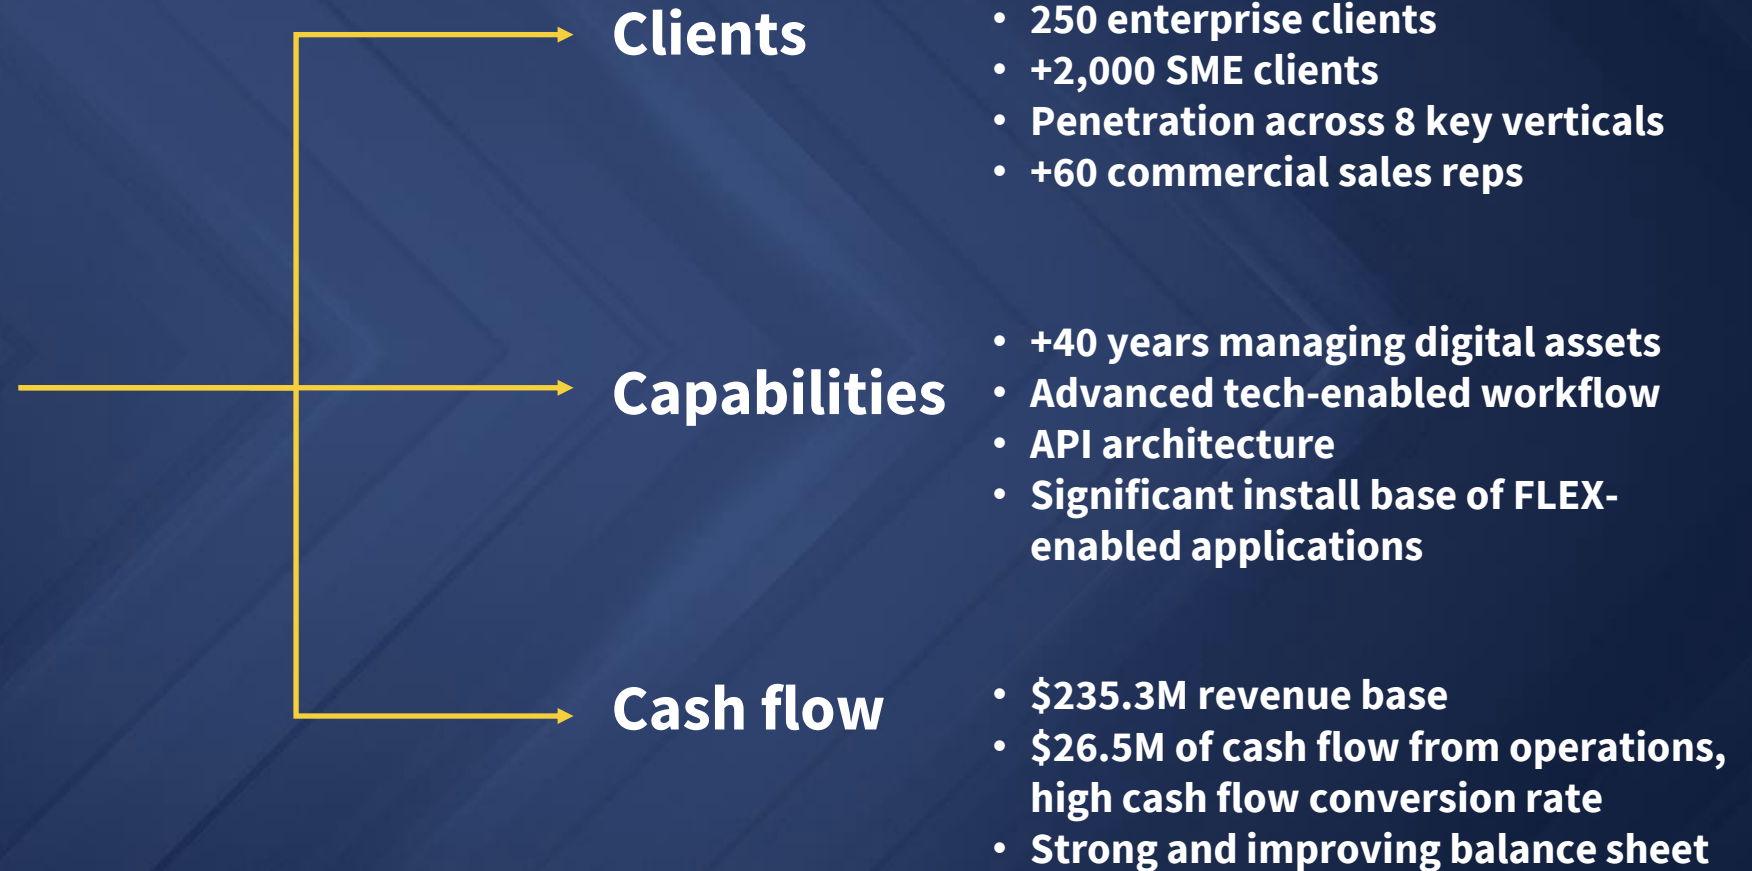 Clients
• 250 enterprise clients
• +2,000 SME clients
• Penetration across 8 key verticals
• +60 commercial sales reps
Capabilities
• +40 years managing digital assets
• Advanced tech-enabled workflow
• API architecture
• Significant install base of FLEX-
enabled applications
Cash flow
• $235.3M revenue base
• $26.5M of cash flow from operations,
high cash flow conversion rate
• Strong and improving balance sheet